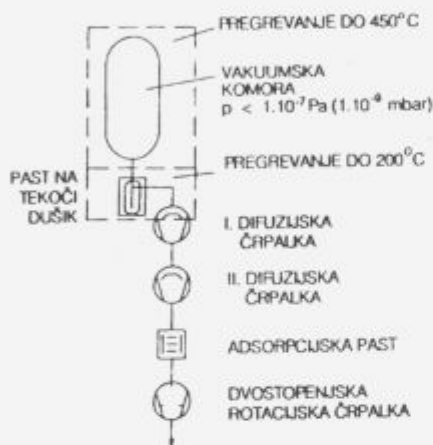 PREGREVANJE DO 450°C
VAKUUMSKA
KOMORA
p < 1.10⁻⁷ Pa (1.10⁻⁹ mbar)
PAST NA
TEKOČI
DUŠIK
PREGREVANJE DO 200°C
I. DIFUZIJSKA
ČRPALKA
II. DIFUZIJSKA
ČRPALKA
ADSORPCIJSKA PAST
DVOSTOPENJSKA
ROTACIJSKA ČRPALKA